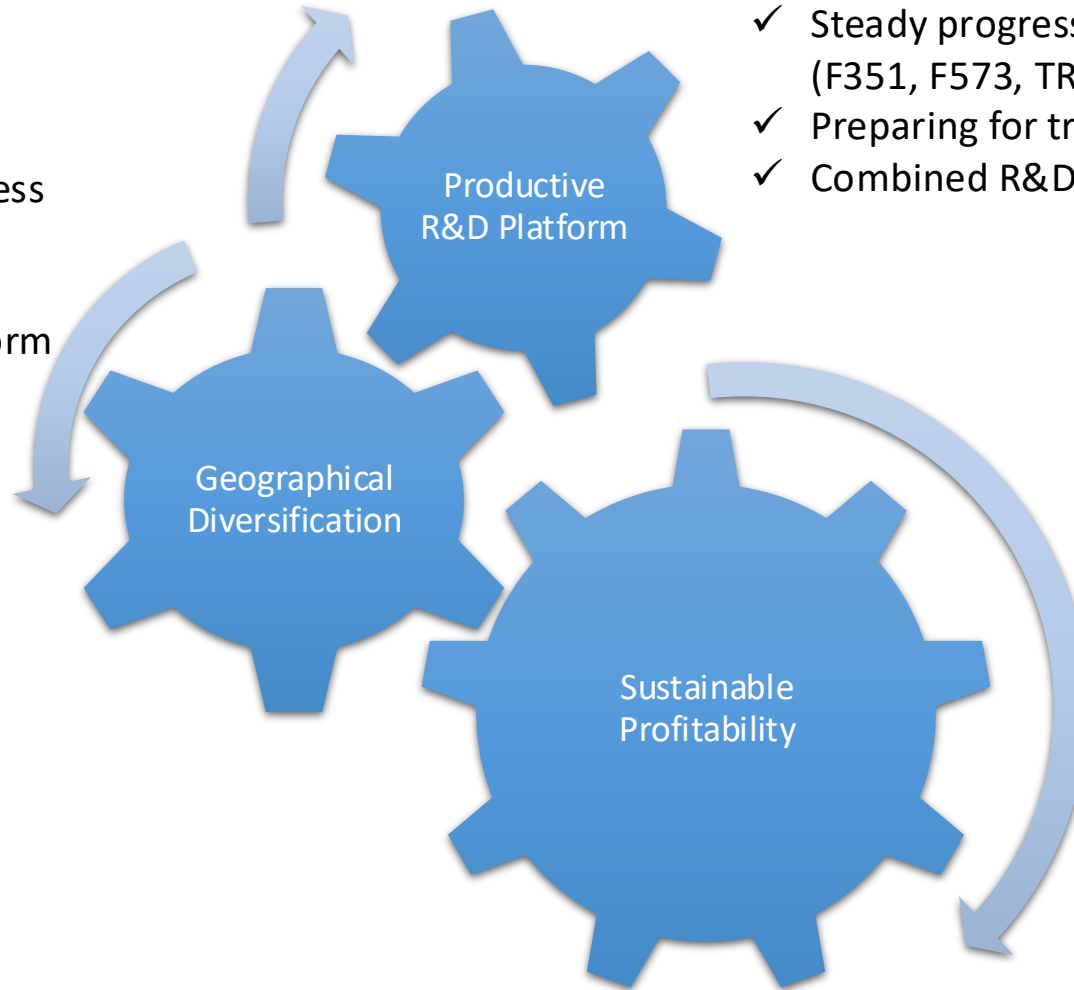 ✓ Steady progress
(F351, F573, TR
✓ Preparing for tr
✓ Combined R&D
ess
orm
Productive
R&D Platform
Geographical
Diversification
Sustainable
Profitability